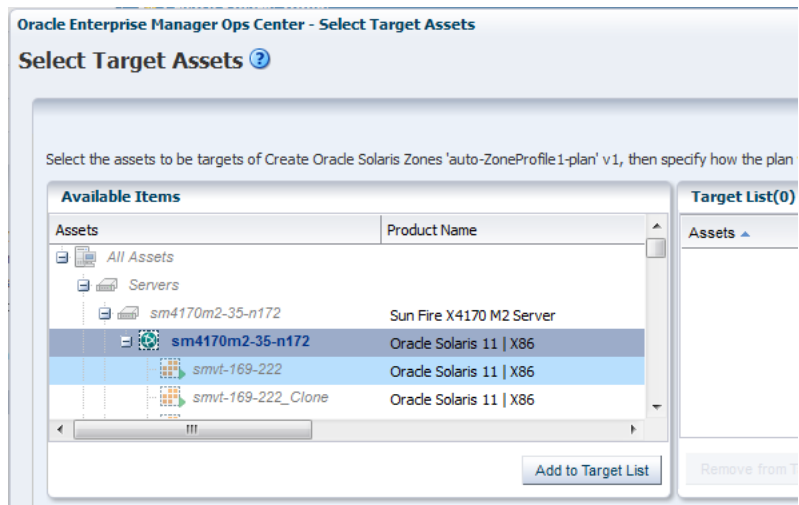 Oracle Enterprise Manager Ops Center - Select Target Assets
Select Target Assets ?
Select the assets to be targets of Create Oracle Solaris Zones 'auto-ZoneProfile1-plan' v1, then specify how the plan
Available Items
Target List(0)
Assets Product Name
Assets
All Assets
Servers
sm4170m2-35-n172 Sun Fire X4170 M2 Server
sm4170m2-35-n172 Oracle Solaris 11 | X86
smvt-169-222 Oracle Solaris 11 | X86
smvt-169-222_Clone Oracle Solaris 11 | X86
Add to Target List
Remove from T